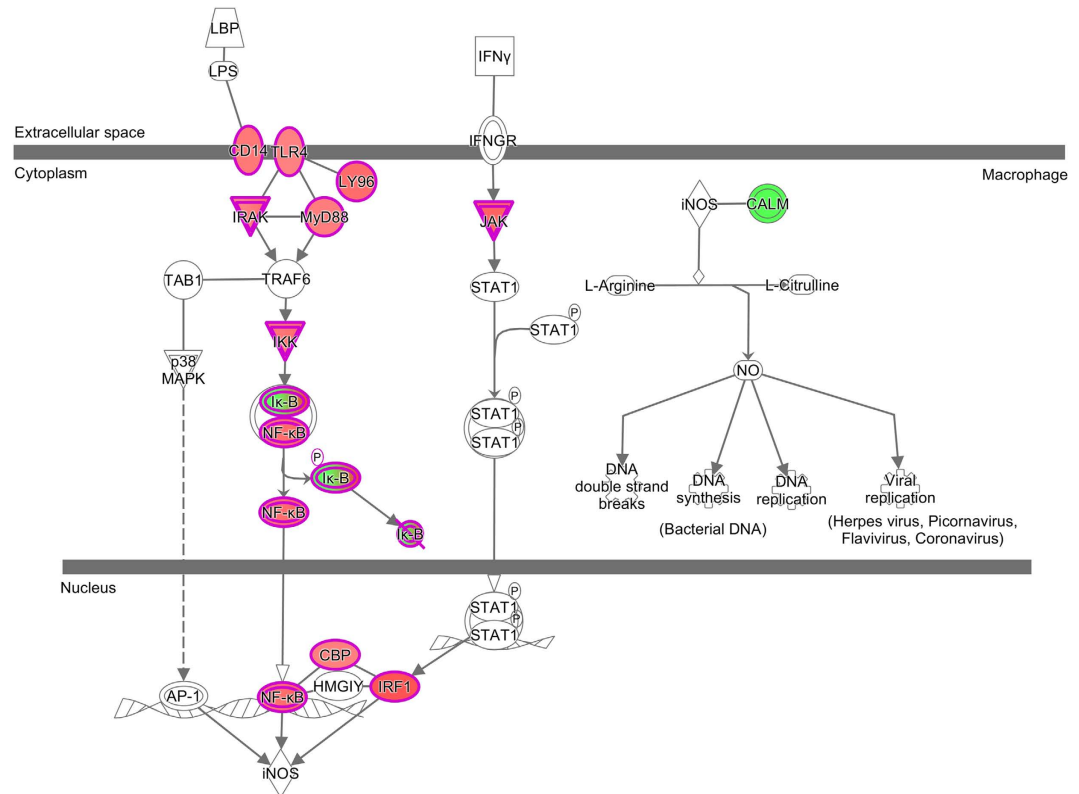 LBP
LPS
IFNγ
Extracellular space
CD14
TLR4
IFNGR
Cytoplasm
Macrophage
LY96
IRAK
MyD88
JAK
iNOS
CALM
TAB1
TRAF6
STAT1
L-Arginine
L-Citrulline
P
STAT1
IKK
p38
MAPK
NO
Iκ-B
NF-κB
P
STAT1
P
STAT1
P
Iκ-B
DNA
double strand
breaks
DNA
synthesis
DNA
replication
Viral
replication
(Bacterial DNA)
(Herpes virus, Picornavirus,
Flavivirus, Coronavirus)
NF-κB
Iκ-B
Nucleus
P
STAT1
P
STAT1
CBP
HMGIY
IRF1
AP-1
NF-κB
iNOS